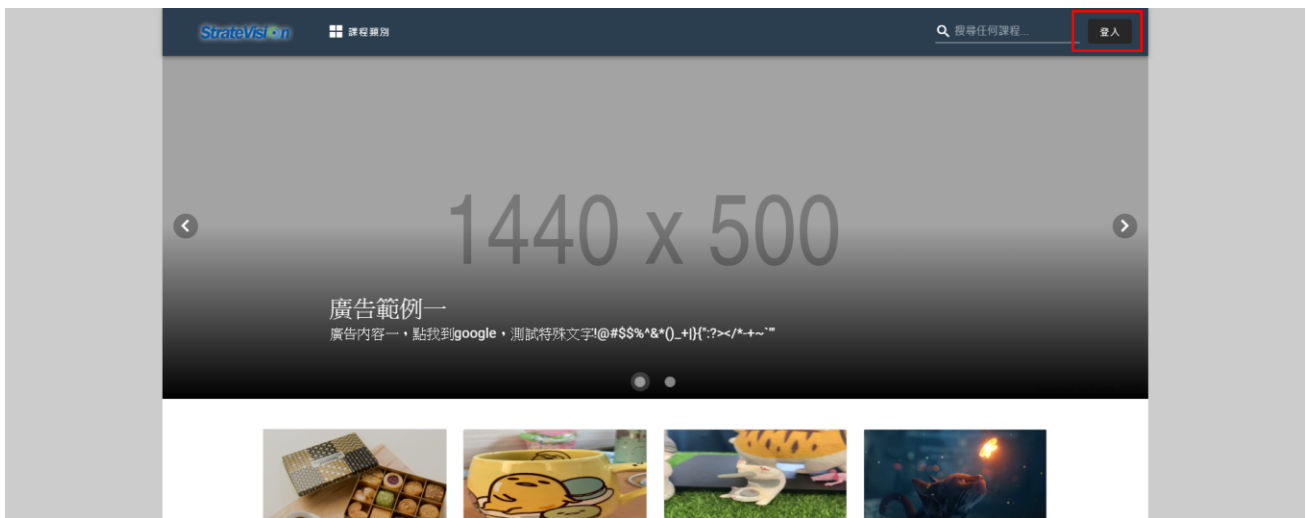 StrateVision
課程類別
搜尋任何課程...
登入
1440 x 500
廣告範例一
廣告內容一，點我到google，測試特殊文字!@#$$%^&*()_+|}{":?></*-+~`'"